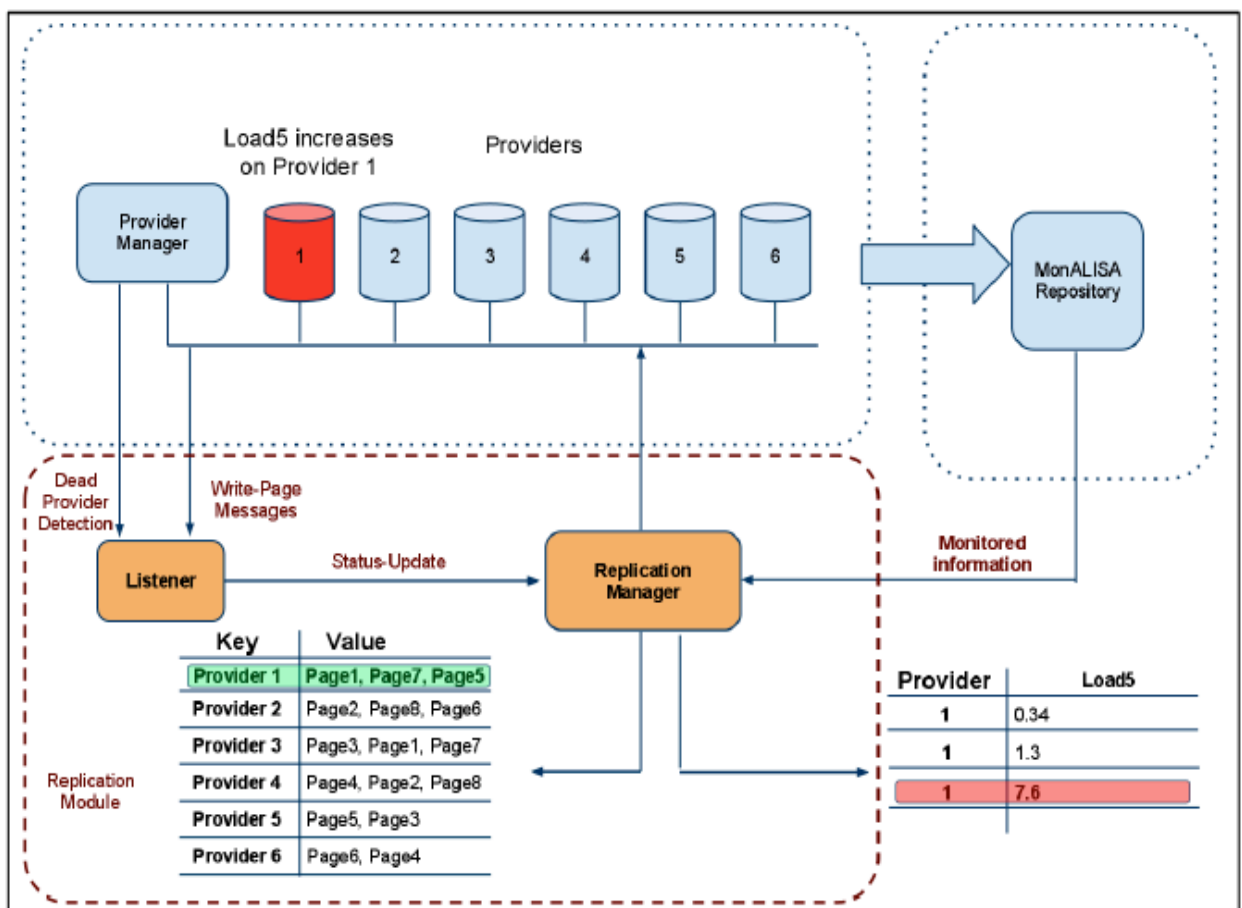 Load5 increases
on Provider 1
Providers
Provider
Manager
1
2
3
4
5
6
MonALISA
Repository
Dead
Provider
Detection
Write-Page
Messages
Listener
Status-Update
Replication
Manager
Monitored
information
Key Value
Provider 1 Page1, Page7, Page5
Provider 2 Page2, Page8, Page6
Provider 3 Page3, Page1, Page7
Provider 4 Page4, Page2, Page8
Provider 5 Page5, Page3
Provider 6 Page6, Page4
Replication
Module
Provider Load5
1 0.34
1 1.3
1 7.6